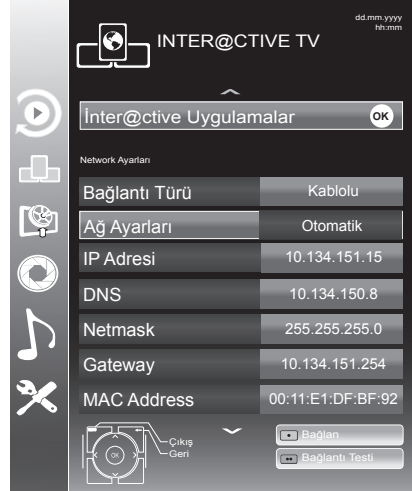 dd.mm.yyyy
hh:mm
INTER@CTIVE TV
İnter@ctive Uygulamalar OK
Network Ayarları
Bağlantı Türü Kablolu
Ağ Ayarları Otomatik
IP Adresi 10.134.151.15
DNS 10.134.150.8
Netmask 255.255.255.0
Gateway 10.134.151.254
MAC Address 00:11:E1:DF:BF:92
OK
Çıkış
Geri
Bağlan
Bağlantı Testi